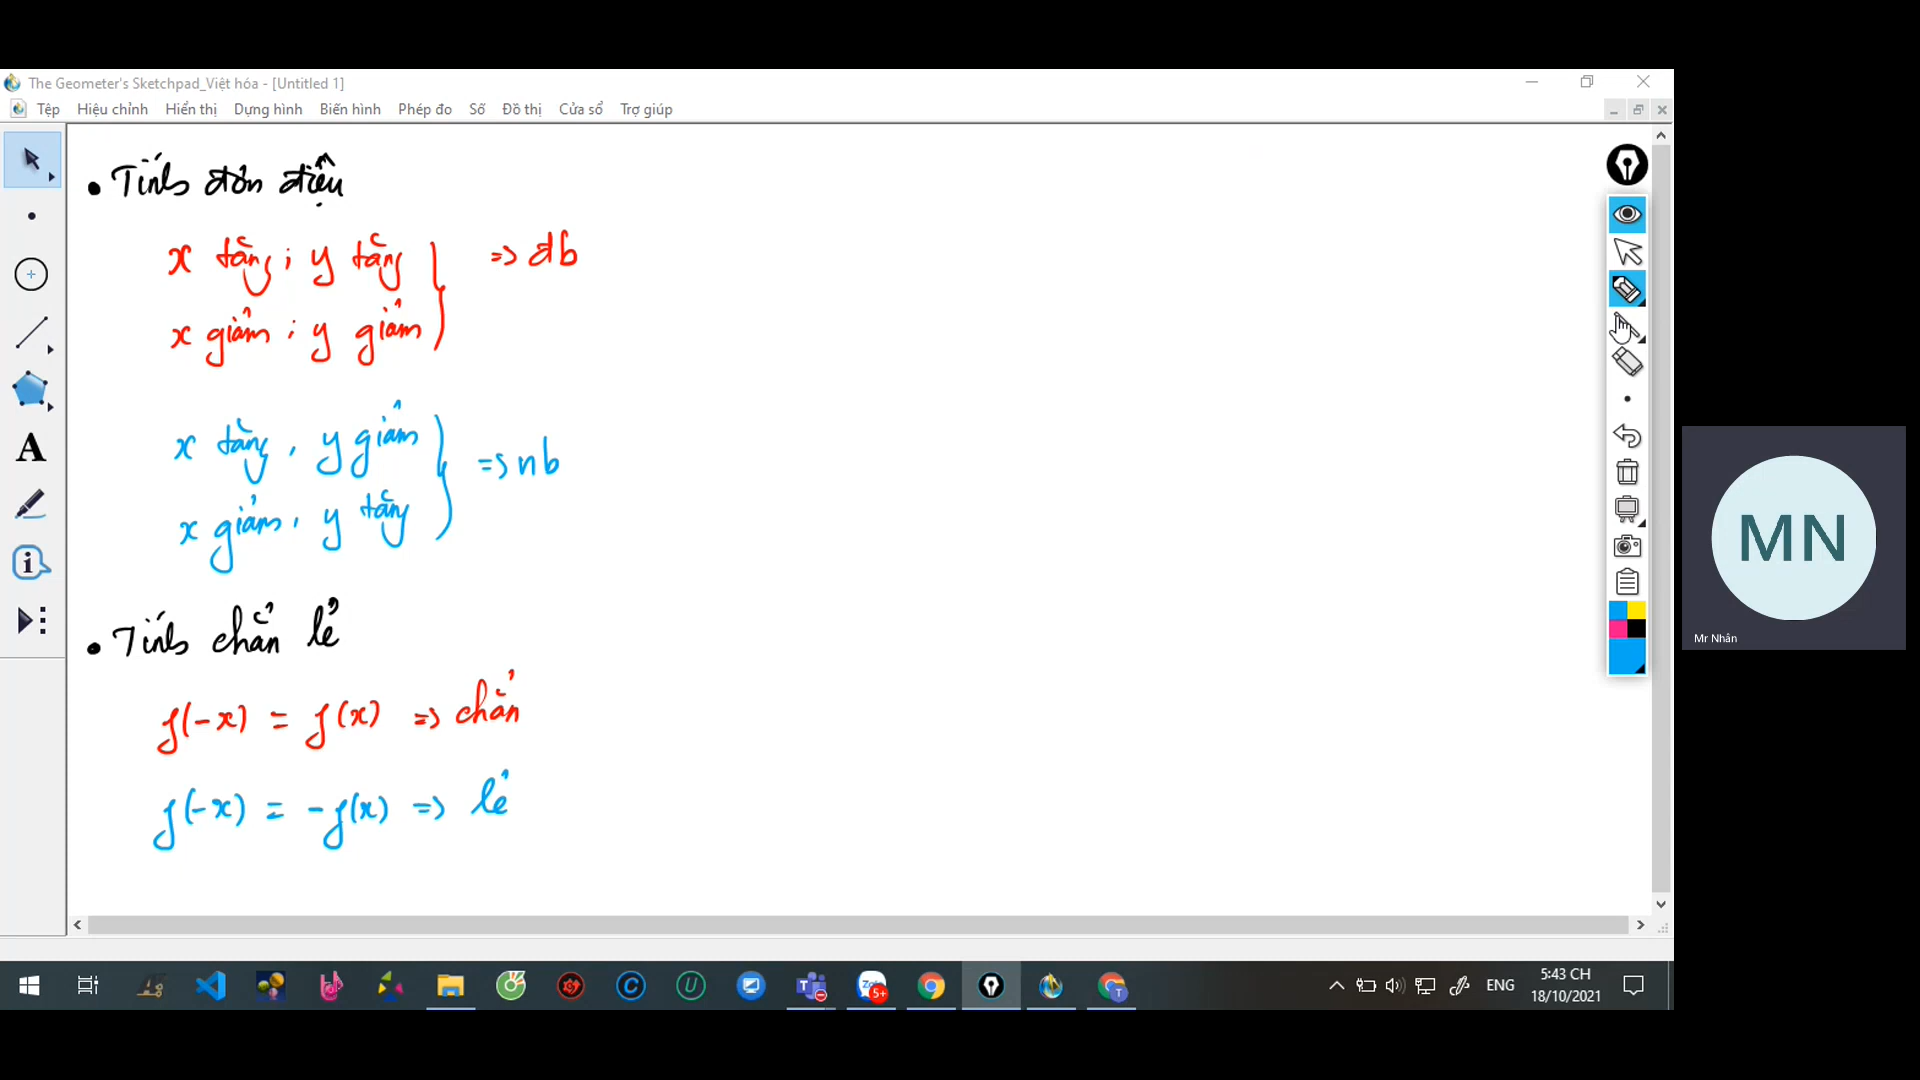 The Geometer's Sketchpad_Việt hóa - [Untitled 1]
Tệp Hiệu chỉnh Hiển thị Dựng hình Biến hình Phép đo Số Đồ thị Cửa sổ Trợ giúp
• Tính đơn điệu
x tăng ; y tăng
x giảm ; y giảm
=> đb
x tăng , y giảm
x giảm , y tăng
=> nb
• Tính chẵn lẻ
f(-x) = f(x) => chẵn
f(-x) = -f(x) => lẻ
A
MN
Mr Nhân
5+
ENG
5:43 CH
18/10/2021